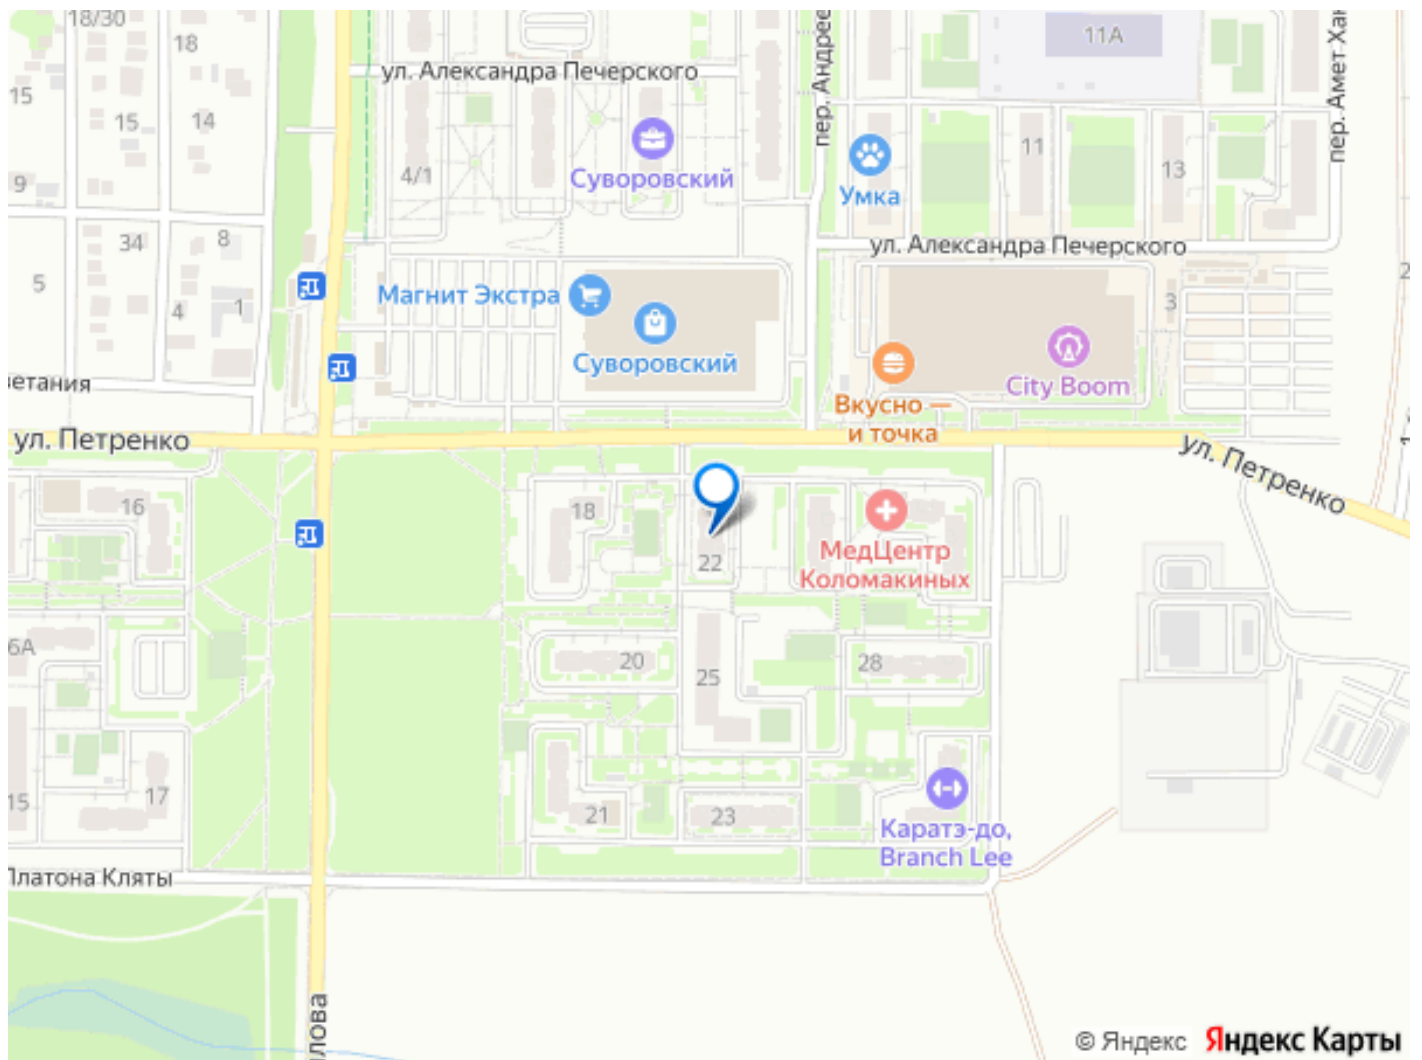 18/30
18
11А
ул. Александра Печерского
пер. Андрее
пер. Амет Хан
15
15
14
4/1
11
13
Суворовский
Умка
9
34
8
ул. Александра Печерского
5
4
1
Магнит Экстра
3
2
Суворовский
City Boom
ветания
Вкусно —
и точка
ул. Петренко
ул. Петренко
16
18
22
МедЦентр
Коломакиных
6А
20
25
28
15
17
21
23
Каратэ-до,
Branch Lee
Платона Кляты
лова
© Яндекс Яндекс Карты